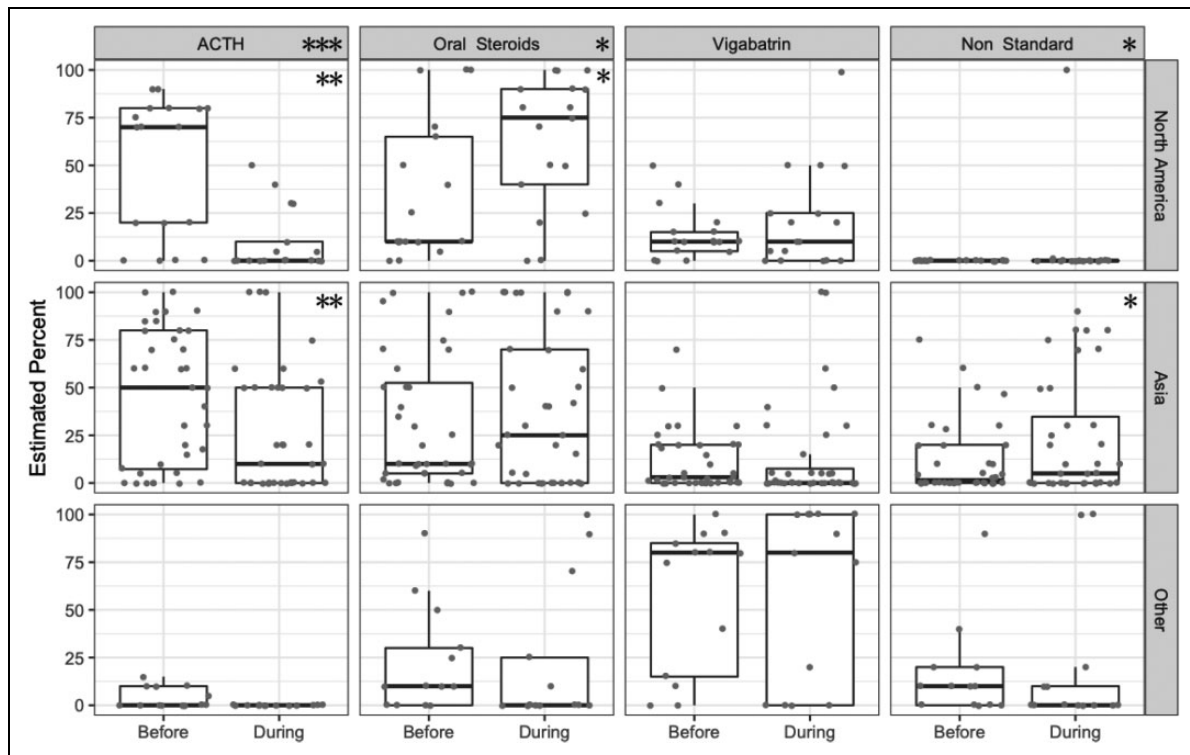 ACTH *** Oral Steroids * Vigabatrin Non Standard *
100 ** * North America
75
50
25
0
100 ** * Asia
75
50
25
0
Estimated Percent
100 Other
75
50
25
0
Before During Before During Before During Before During